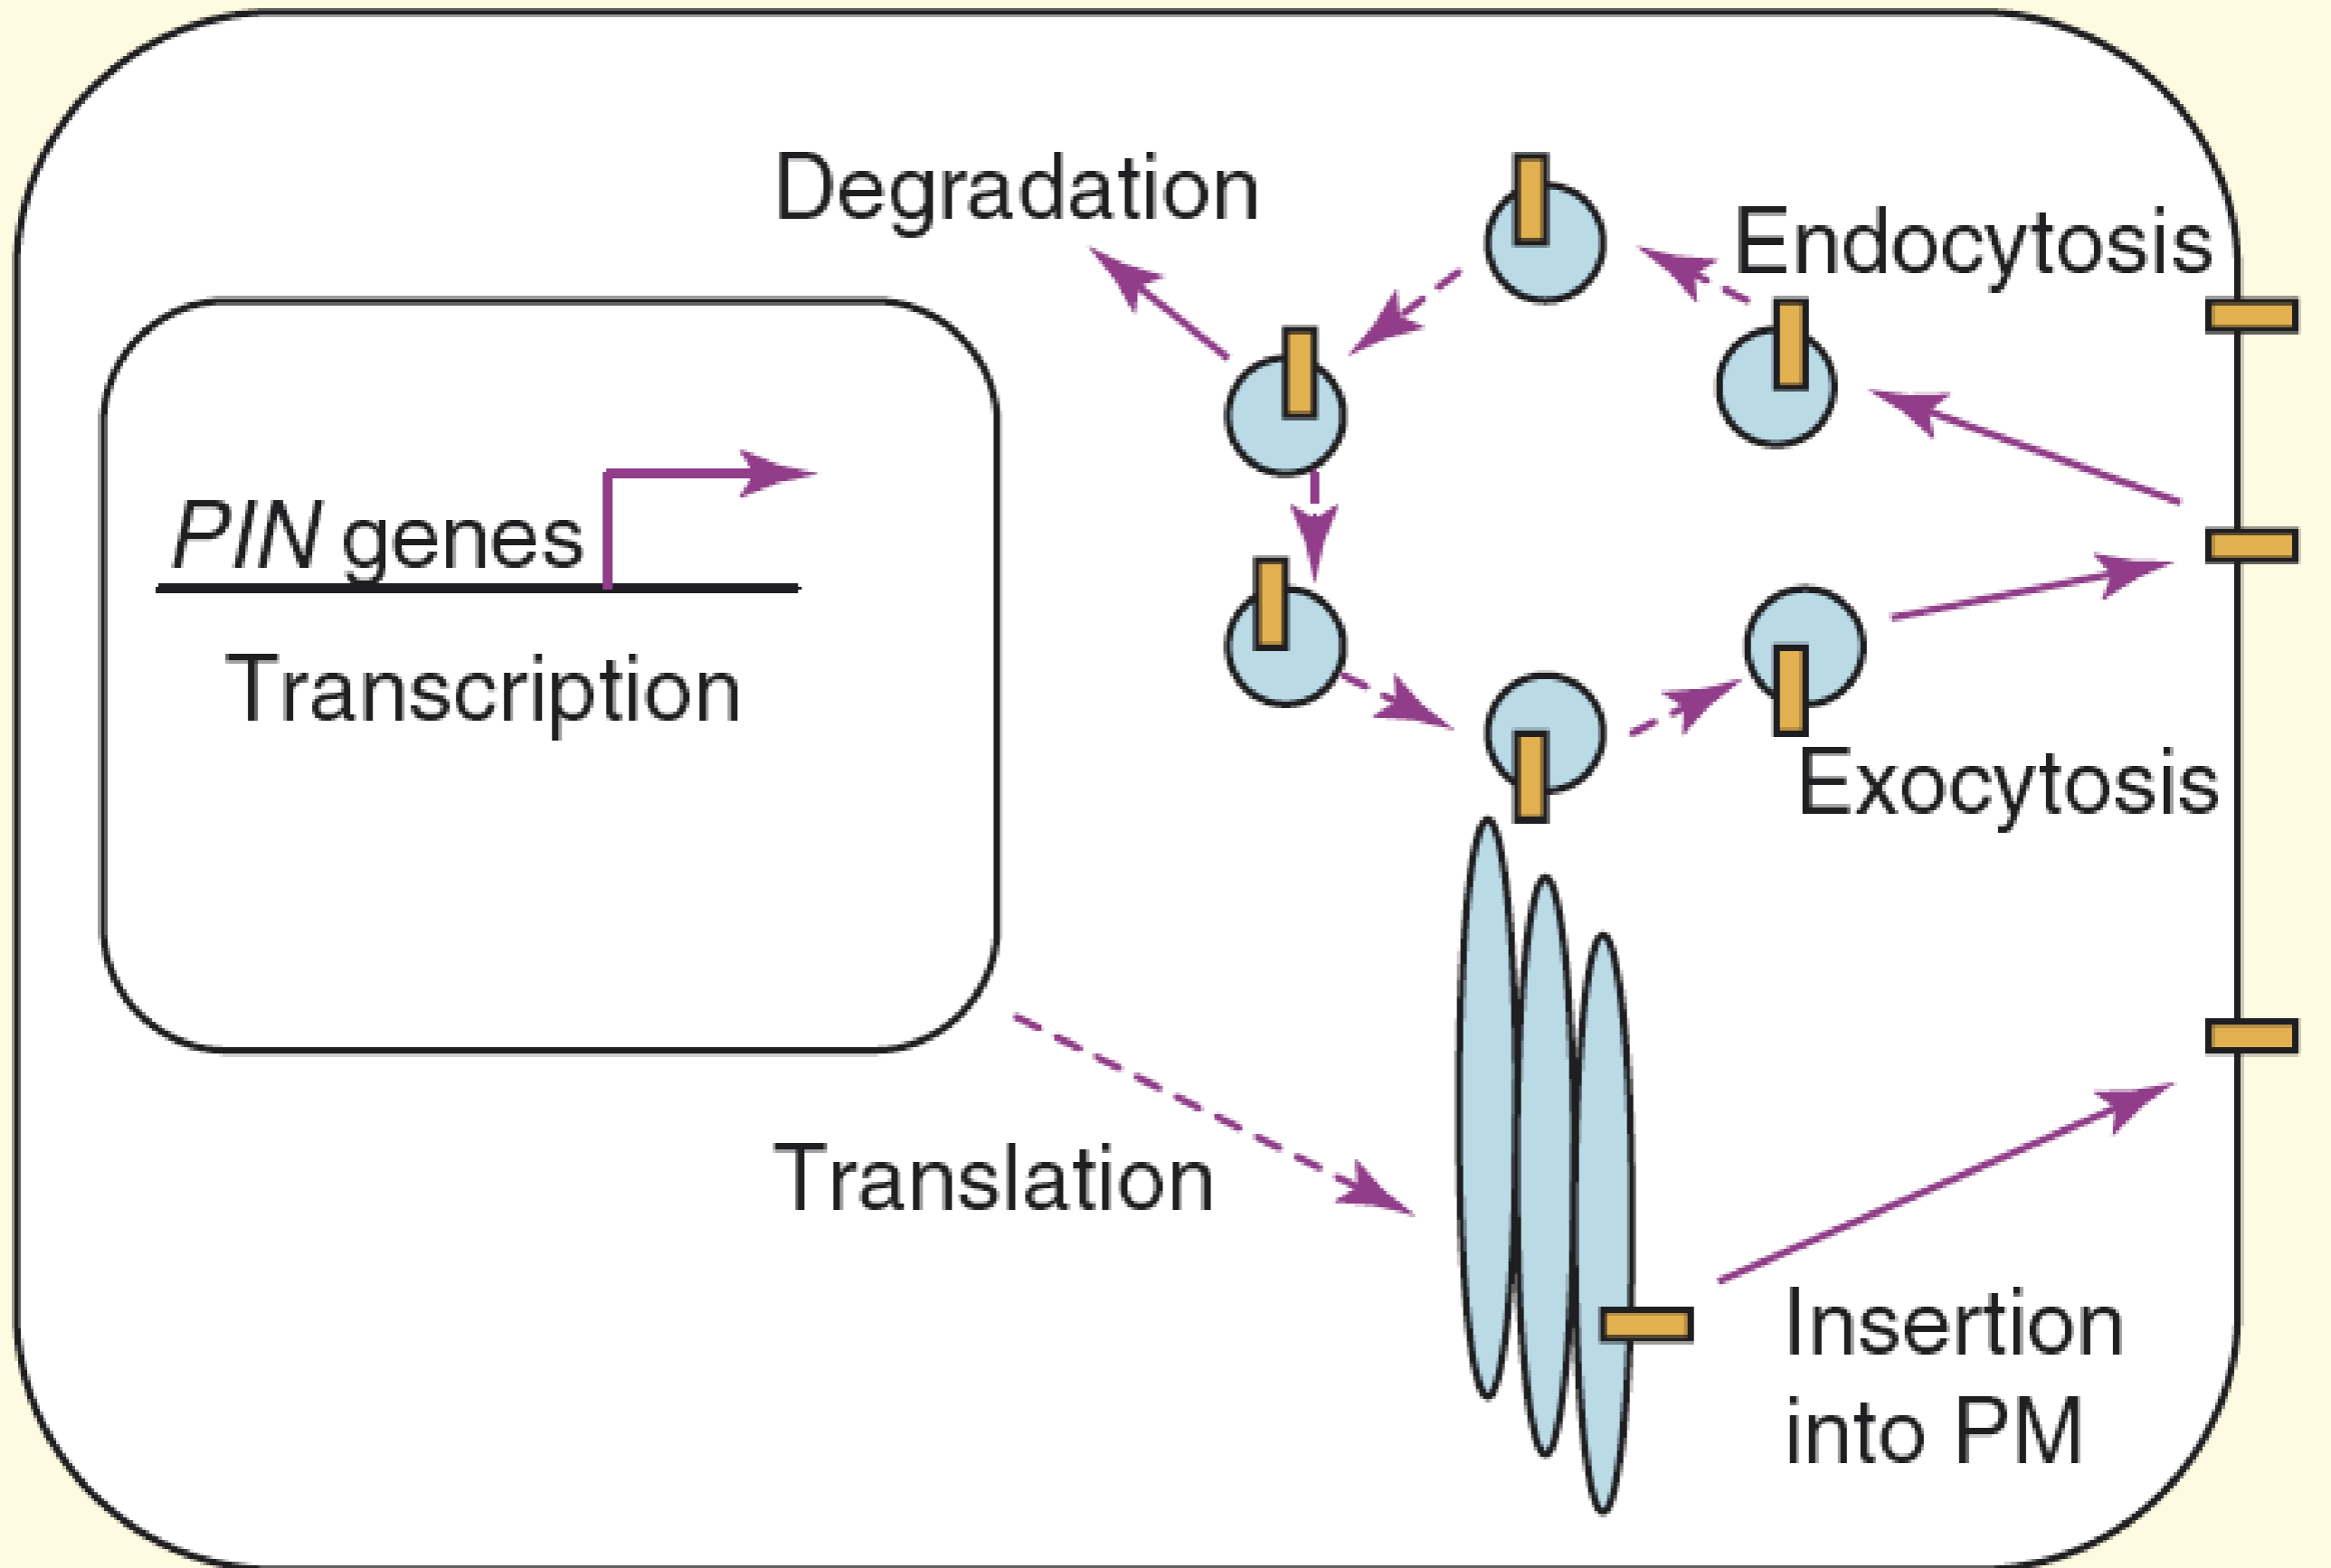 Degradation
Endocytosis
PIN genes
Transcription
Exocytosis
Translation
Insertion
into PM